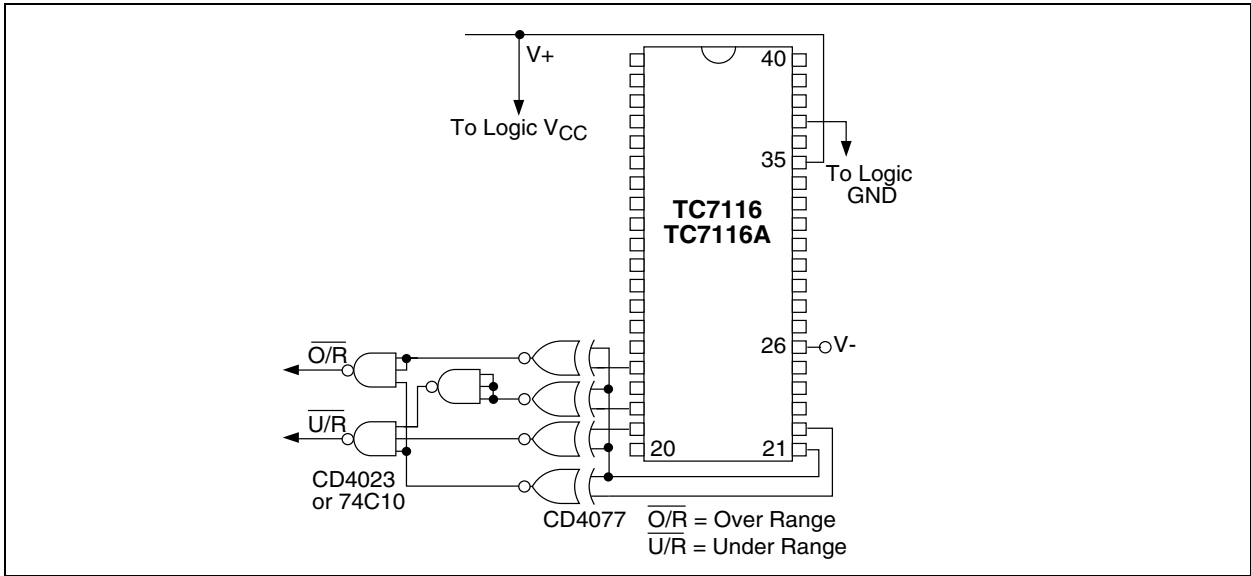 V+
To Logic VCC
40
35
To Logic
GND
TC7116
TC7116A
26
V-
O/R
U/R
20
21
CD4023
or 74C10
CD4077
O/R = Over Range
U/R = Under Range